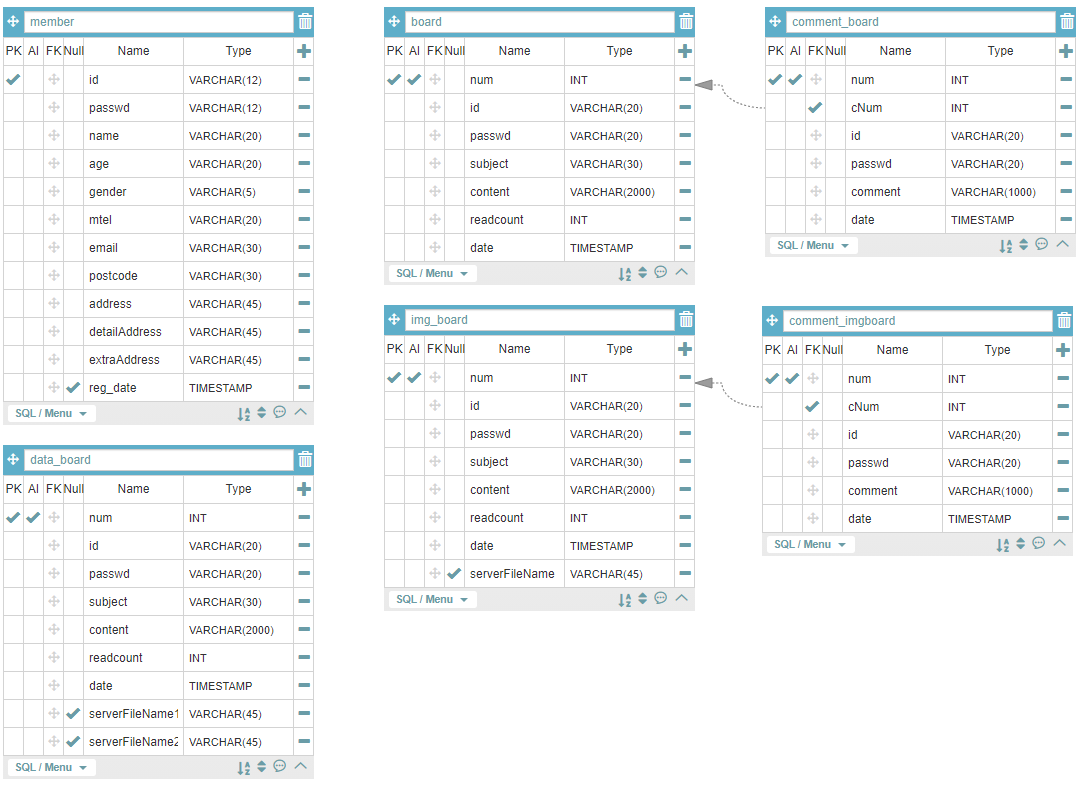 member
PK AI FK Null Name Type
id VARCHAR(12)
passwd VARCHAR(12)
name VARCHAR(20)
age VARCHAR(20)
gender VARCHAR(5)
mtel VARCHAR(20)
email VARCHAR(30)
postcode VARCHAR(30)
address VARCHAR(45)
detailAddress VARCHAR(45)
extraAddress VARCHAR(45)
reg_date TIMESTAMP
SQL / Menu
data_board
PK AI FK Null Name Type
num INT
id VARCHAR(20)
passwd VARCHAR(20)
subject VARCHAR(30)
content VARCHAR(2000)
readcount INT
date TIMESTAMP
serverFileName1 VARCHAR(45)
serverFileName2 VARCHAR(45)
SQL / Menu
board
PK AI FK Null Name Type
num INT
id VARCHAR(20)
passwd VARCHAR(20)
subject VARCHAR(30)
content VARCHAR(2000)
readcount INT
date TIMESTAMP
SQL / Menu
img_board
PK AI FK Null Name Type
num INT
id VARCHAR(20)
passwd VARCHAR(20)
subject VARCHAR(30)
content VARCHAR(2000)
readcount INT
date TIMESTAMP
serverFileName VARCHAR(45)
SQL / Menu
comment_board
PK AI FK Null Name Type
num INT
cNum INT
id VARCHAR(20)
passwd VARCHAR(20)
comment VARCHAR(1000)
date TIMESTAMP
SQL / Menu
comment_imgboard
PK AI FK Null Name Type
num INT
cNum INT
id VARCHAR(20)
passwd VARCHAR(20)
comment VARCHAR(1000)
date TIMESTAMP
SQL / Menu